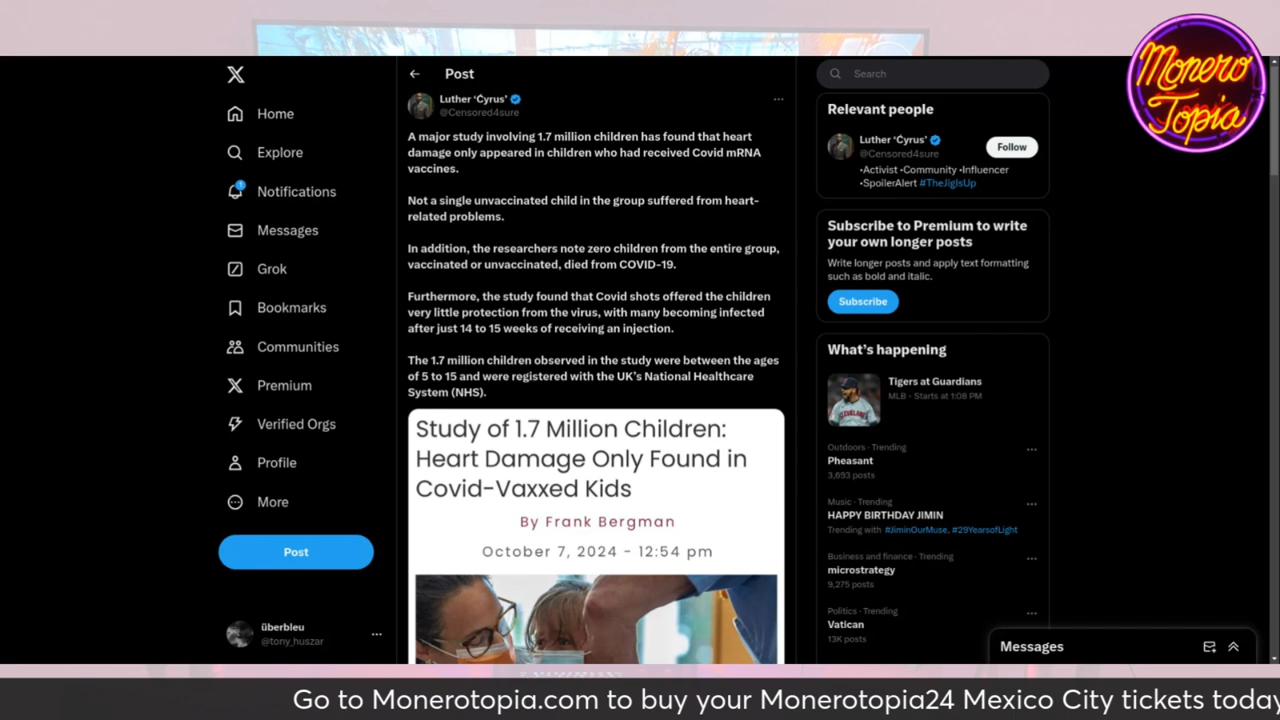 Monero
Topia
Post
Luther ‘Ćyrus’
@Censored4sure
A major study involving 1.7 million children has found that heart
damage only appeared in children who had received Covid mRNA
vaccines.
Not a single unvaccinated child in the group suffered from heart-
related problems.
In addition, the researchers note zero children from the entire group,
vaccinated or unvaccinated, died from COVID-19.
Furthermore, the study found that Covid shots offered the children
very little protection from the virus, with many becoming infected
after just 14 to 15 weeks of receiving an injection.
The 1.7 million children observed in the study were between the ages
of 5 to 15 and were registered with the UK’s National Healthcare
System (NHS).
Study of 1.7 Million Children:
Heart Damage Only Found in
Covid-Vaxxed Kids
By Frank Bergman
October 7, 2024 - 12:54 pm
Home
Explore
1
Notifications
Messages
Grok
Bookmarks
Communities
Premium
Verified Orgs
Profile
More
Post
überbleu
@tony_huszar
Search
Relevant people
Luther ‘Ćyrus’
@Censored4sure
Follow
•Activist •Community •Influencer
•SpoilerAlert #TheJigIsUp
Subscribe to Premium to write
your own longer posts
Write longer posts and apply text formatting
such as bold and italic.
Subscribe
What’s happening
Tigers at Guardians
MLB · Starts at 1:08 PM
Outdoors · Trending
Pheasant
3,693 posts
Music · Trending
HAPPY BIRTHDAY JIMIN
Trending with #JiminOurMuse, #29YearsofLight
Business and finance · Trending
microstrategy
9,275 posts
Politics · Trending
Vatican
13K posts
Messages
Go to Monerotopia.com to buy your Monerotopia24 Mexico City tickets today